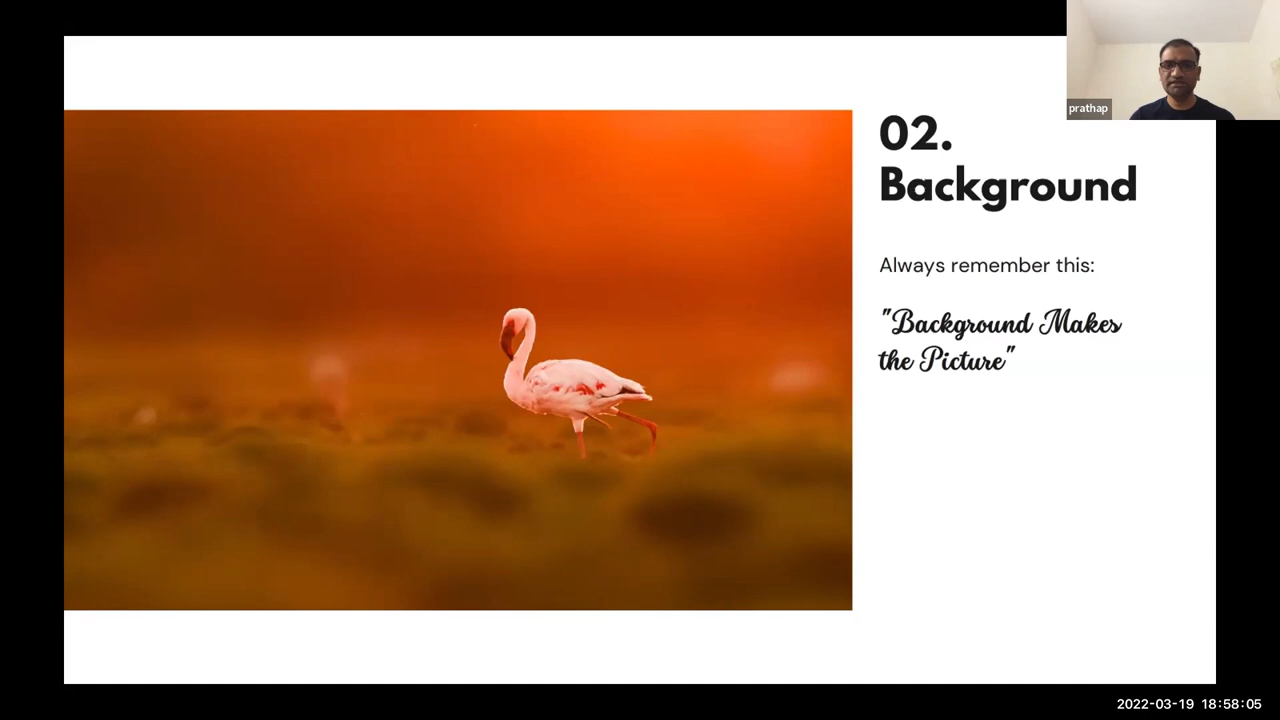 prathap
02.
Background
Always remember this:
"Background Makes
the Picture"
2022-03-19 18:58:05